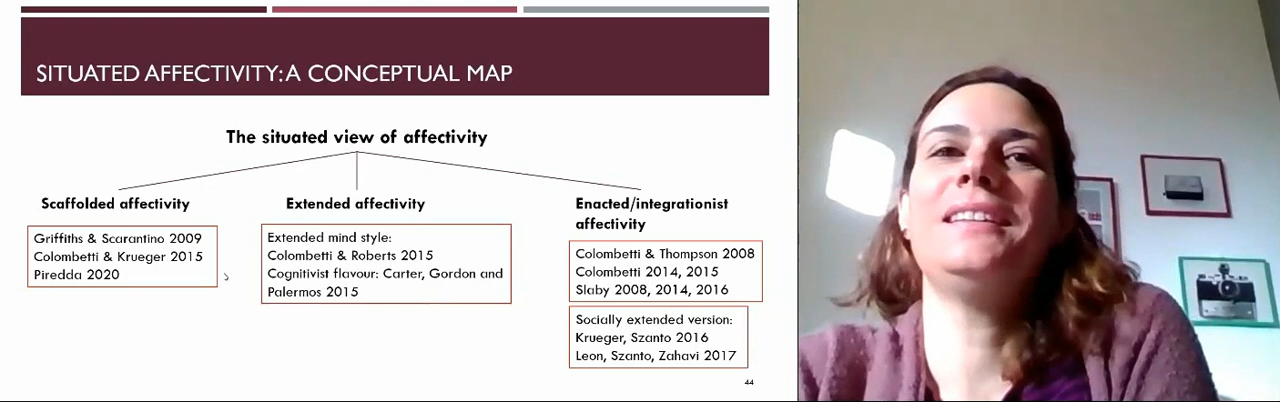 SITUATED AFFECTIVITY: A CONCEPTUAL MAP
The situated view of affectivity
Scaffolded affectivity
Griffiths & Scarantino 2009
Colombetti & Krueger 2015
Piredda 2020
Extended affectivity
Extended mind style:
Colombetti & Roberts 2015
Cognitivist flavour: Carter, Gordon and
Palermos 2015
Enacted/integrationist
affectivity
Colombetti & Thompson 2008
Colombetti 2014, 2015
Slaby 2008, 2014, 2016
Socially extended version:
Krueger, Szanto 2016
Leon, Szanto, Zahavi 2017
44